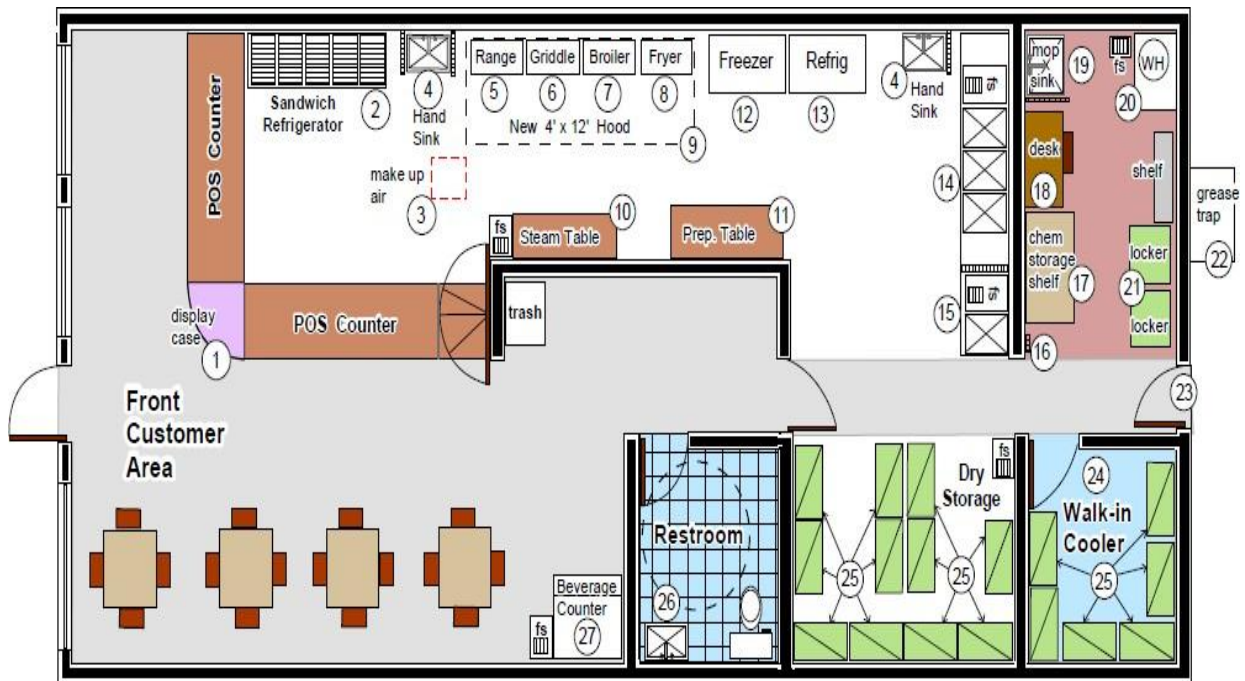 POS Counter
Sandwich
Refrigerator
2
4
Hand
Sink
Range
Griddle
Broiler
Fryer
5
6
7
8
New 4' x 12' Hood
9
Freezer
Refrig
12
13
4
Hand
Sink
fs
14
mop
sink
19
fs
WH
20
desk
18
shelf
grease
trap
22
make up
air
3
fs
Steam Table
10
Prep. Table
11
chem
storage
shelf
17
locker
21
locker
fs
15
16
display
case
1
POS Counter
trash
23
Front
Customer
Area
Restroom
26
fs
Dry
Storage
25
25
24
Walk-in
Cooler
25
Beverage
Counter
27
fs